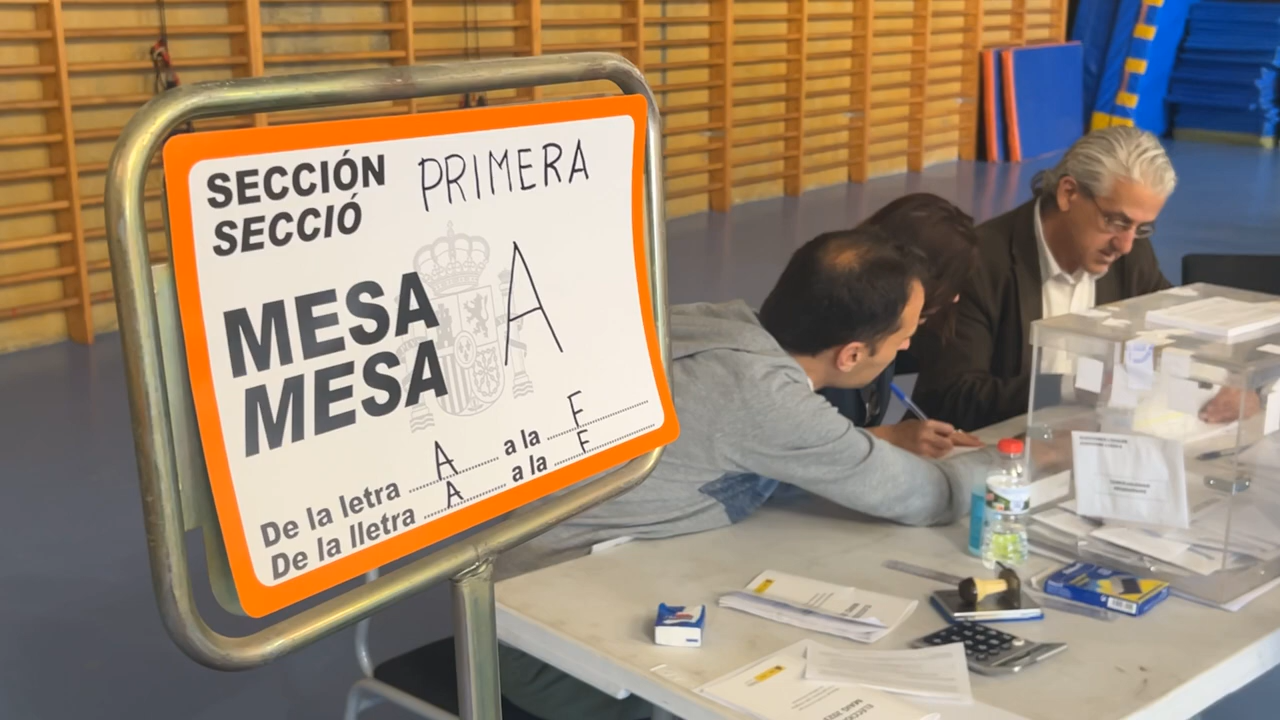 SECCIÓN PRIMERA
SECCIÓ
MESA A
MESA
De la letra A a la F
De la lletra A a la F